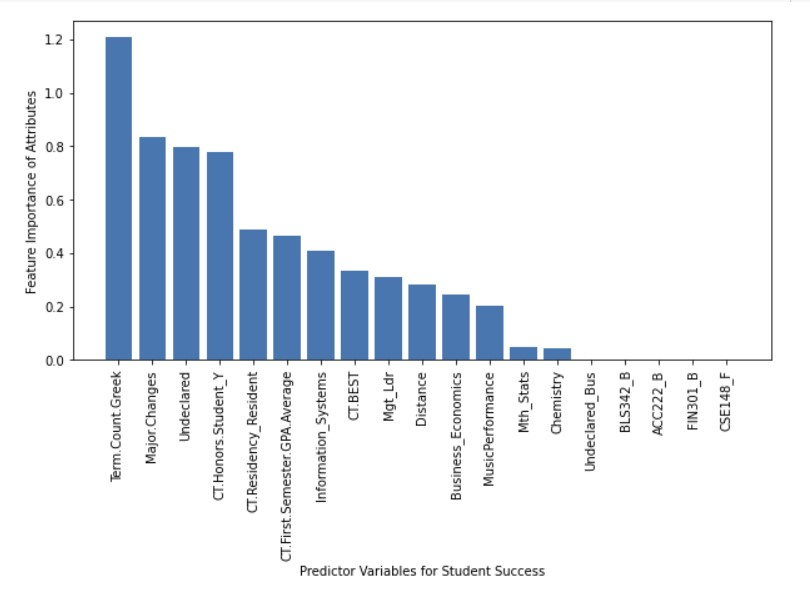 Feature Importance of Attributes
1.2
1.0
0.8
0.6
0.4
0.2
0.0
Term.Count.Greek
Major.Changes
Undeclared
CT.Honors.Student_Y
CT.Residency_Resident
CT.First.Semester.GPA.Average
Information_Systems
CT.BEST
Mgt_Ldr
Distance
Business_Economics
MusicPerformance
Mth_Stats
Chemistry
Undeclared_Bus
BLS342_B
ACC222_B
FIN301_B
CSE148_F
Predictor Variables for Student Success